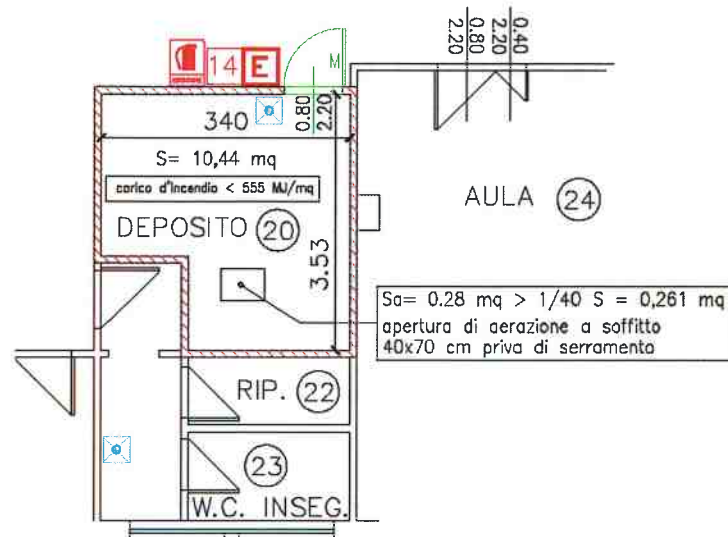 14 E
M
0.80
2.20
2.20
0.80
2.20
0.40
340
S= 10,44 mq
carico d'incendio < 555 MJ/mq
DEPOSITO 20
3.53
AULA 24
Sa= 0.28 mq > 1/40 S = 0,261 mq
apertura di aerazione a soffitto
40x70 cm priva di serramento
RIP. 22
23
W.C. INSEG.